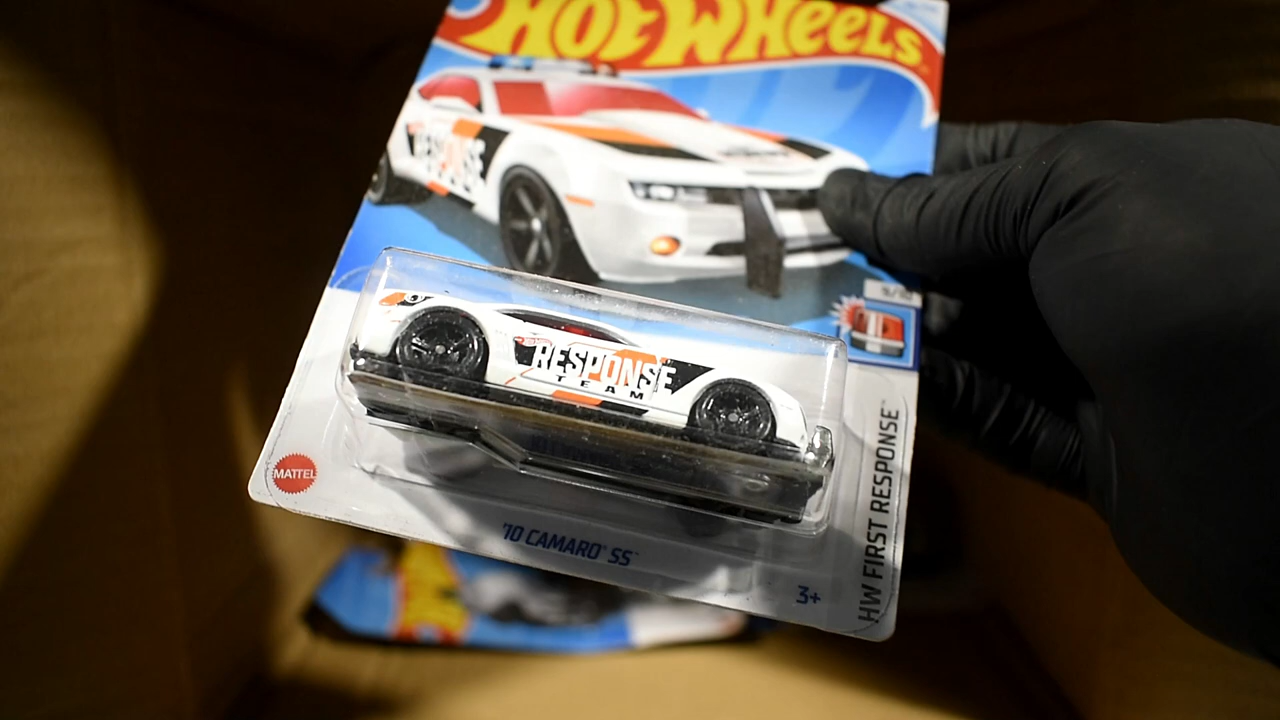 HOT WHEELS
RESPONSE
RESPONSE
TEAM
MATTEL
'10 CAMARO SS
3+
HW FIRST RESPONSE